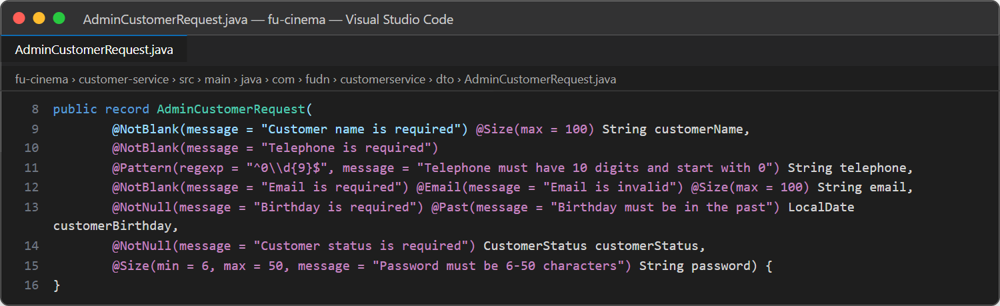 AdminCustomerRequest.java — fu-cinema — Visual Studio Code
AdminCustomerRequest.java
fu-cinema › customer-service › src › main › java › com › fudn › customerservice › dto › AdminCustomerRequest.java
8 public record AdminCustomerRequest(
9 @NotBlank(message = "Customer name is required") @Size(max = 100) String customerName,
10 @NotBlank(message = "Telephone is required")
11 @Pattern(regexp = "^0\\d{9}$", message = "Telephone must have 10 digits and start with 0") String telephone,
12 @NotBlank(message = "Email is required") @Email(message = "Email is invalid") @Size(max = 100) String email,
13 @NotNull(message = "Birthday is required") @Past(message = "Birthday must be in the past") LocalDate
customerBirthday,
14 @NotNull(message = "Customer status is required") CustomerStatus customerStatus,
15 @Size(min = 6, max = 50, message = "Password must be 6-50 characters") String password) {
16 }